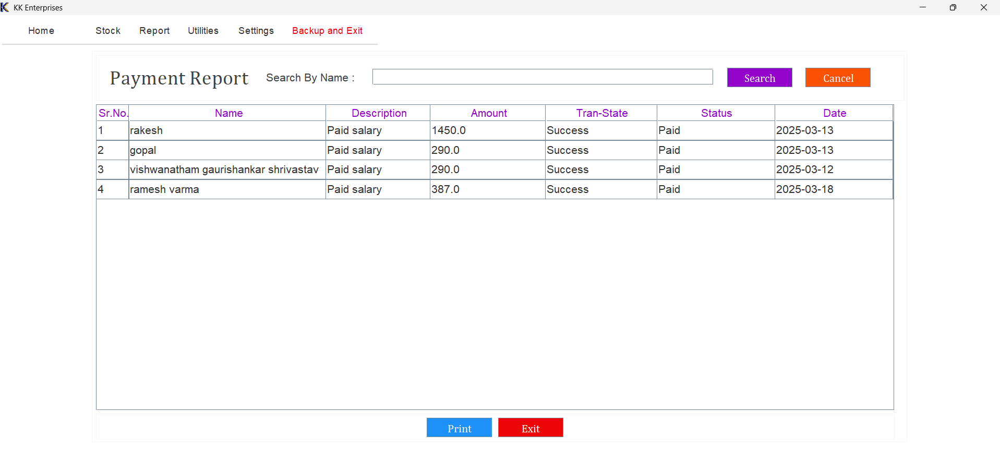 KK Enterprises
Home Stock Report Utilities Settings Backup and Exit
Payment Report Search By Name : Search Cancel
Sr.No. Name Description Amount Tran-State Status Date
1 rakesh Paid salary 1450.0 Success Paid 2025-03-13
2 gopal Paid salary 290.0 Success Paid 2025-03-13
3 vishwanatham gaurishankar shrivastav Paid salary 290.0 Success Paid 2025-03-12
4 ramesh varma Paid salary 387.0 Success Paid 2025-03-18
Print Exit